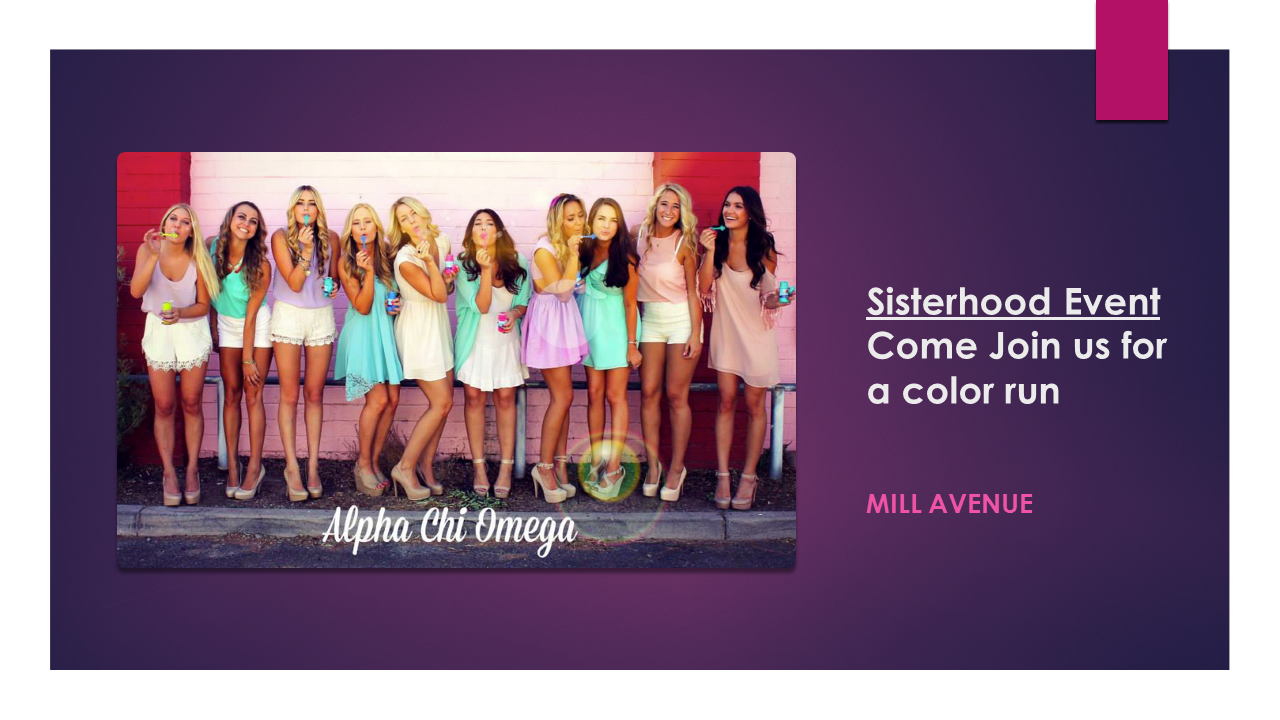 Alpha Chi Omega
Sisterhood Event
Come Join us for
a color run
MILL AVENUE